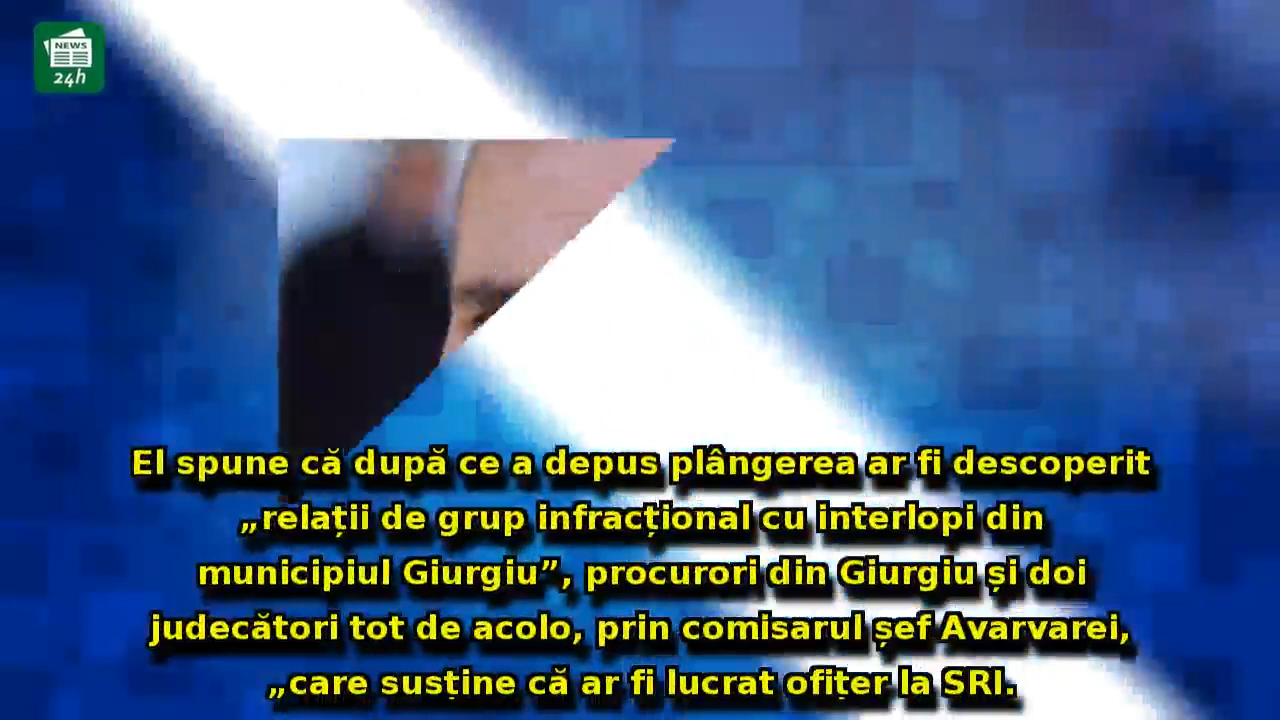 NEWS
24h
El spune că după ce a depus plângerea ar fi descoperit
„relații de grup infracțional cu interlopi din
municipiul Giurgiu”, procurori din Giurgiu și doi
judecători tot de acolo, prin comisarul șef Avarvarei,
„care susține că ar fi lucrat ofițer la SRI.